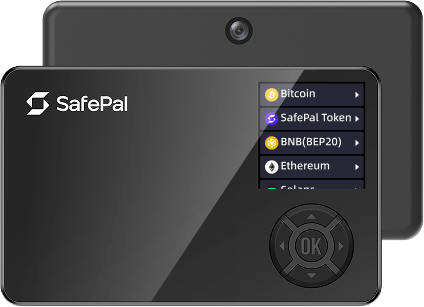 SafePal
Bitcoin
SafePal Token
BNB(BEP20)
Ethereum
OK